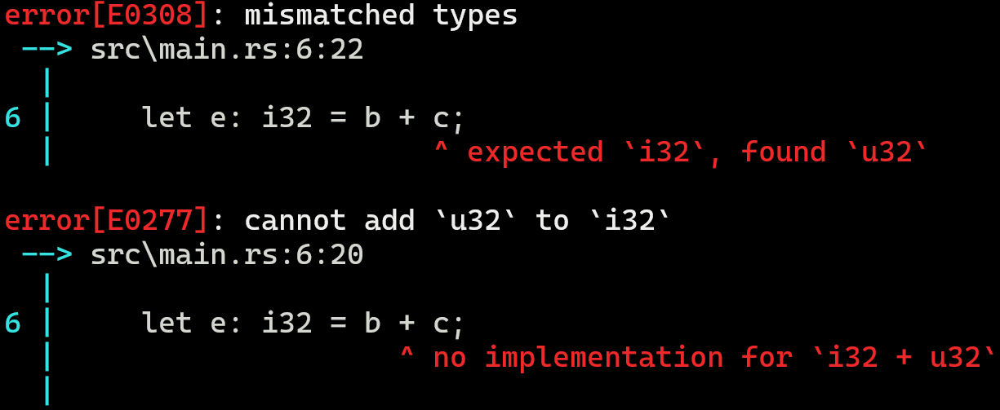 error[E0308]: mismatched types
 --> src\main.rs:6:22
  |
6 |     let e: i32 = b + c;
  |                      ^ expected `i32`, found `u32`

error[E0277]: cannot add `u32` to `i32`
 --> src\main.rs:6:20
  |
6 |     let e: i32 = b + c;
  |                    ^ no implementation for `i32 + u32`
  |